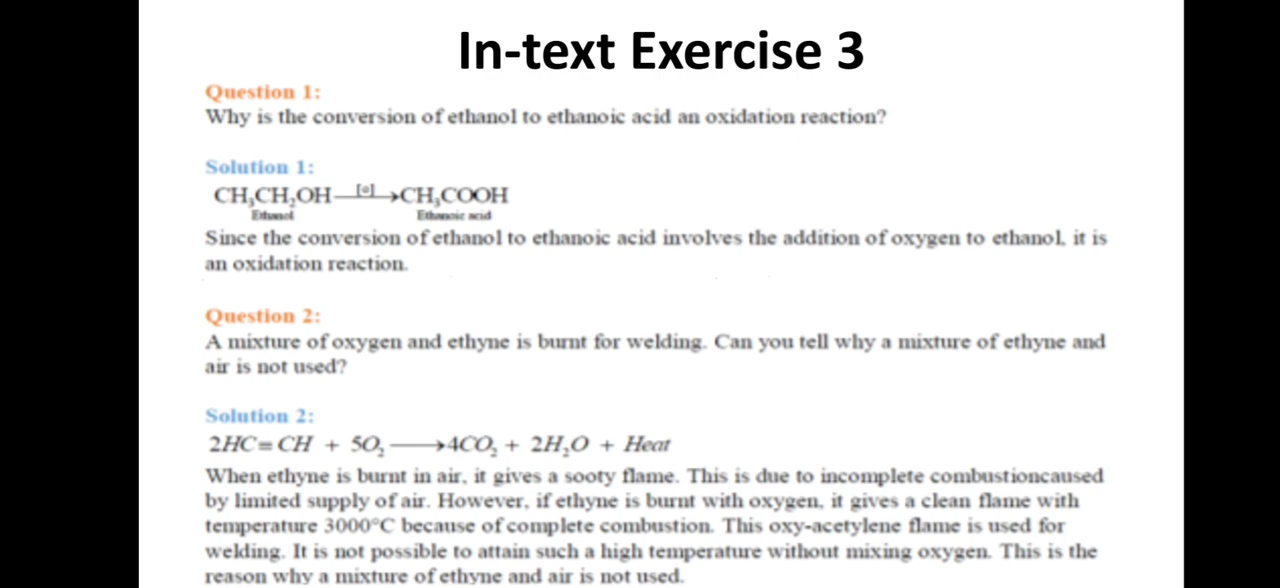 In-text Exercise 3
Question 1:
Why is the conversion of ethanol to ethanoic acid an oxidation reaction?
Solution 1:
CH₃CH₂OH —[o]→ CH₃COOH
Ethanol Ethanoic acid
Since the conversion of ethanol to ethanoic acid involves the addition of oxygen to ethanol, it is
an oxidation reaction.
Question 2:
A mixture of oxygen and ethyne is burnt for welding. Can you tell why a mixture of ethyne and
air is not used?
Solution 2:
2HC≡CH + 5O₂ ⟶ 4CO₂ + 2H₂O + Heat
When ethyne is burnt in air, it gives a sooty flame. This is due to incomplete combustioncaused
by limited supply of air. However, if ethyne is burnt with oxygen, it gives a clean flame with
temperature 3000°C because of complete combustion. This oxy-acetylene flame is used for
welding. It is not possible to attain such a high temperature without mixing oxygen. This is the
reason why a mixture of ethyne and air is not used.